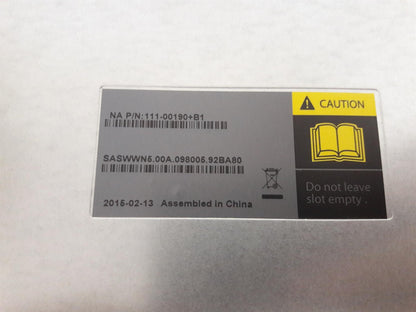 NA P/N:111-00190+B1
SASWWN5.00A.098005.92BA80
2015-02-13 Assembled in China
CAUTION
Do not leave
slot empty .